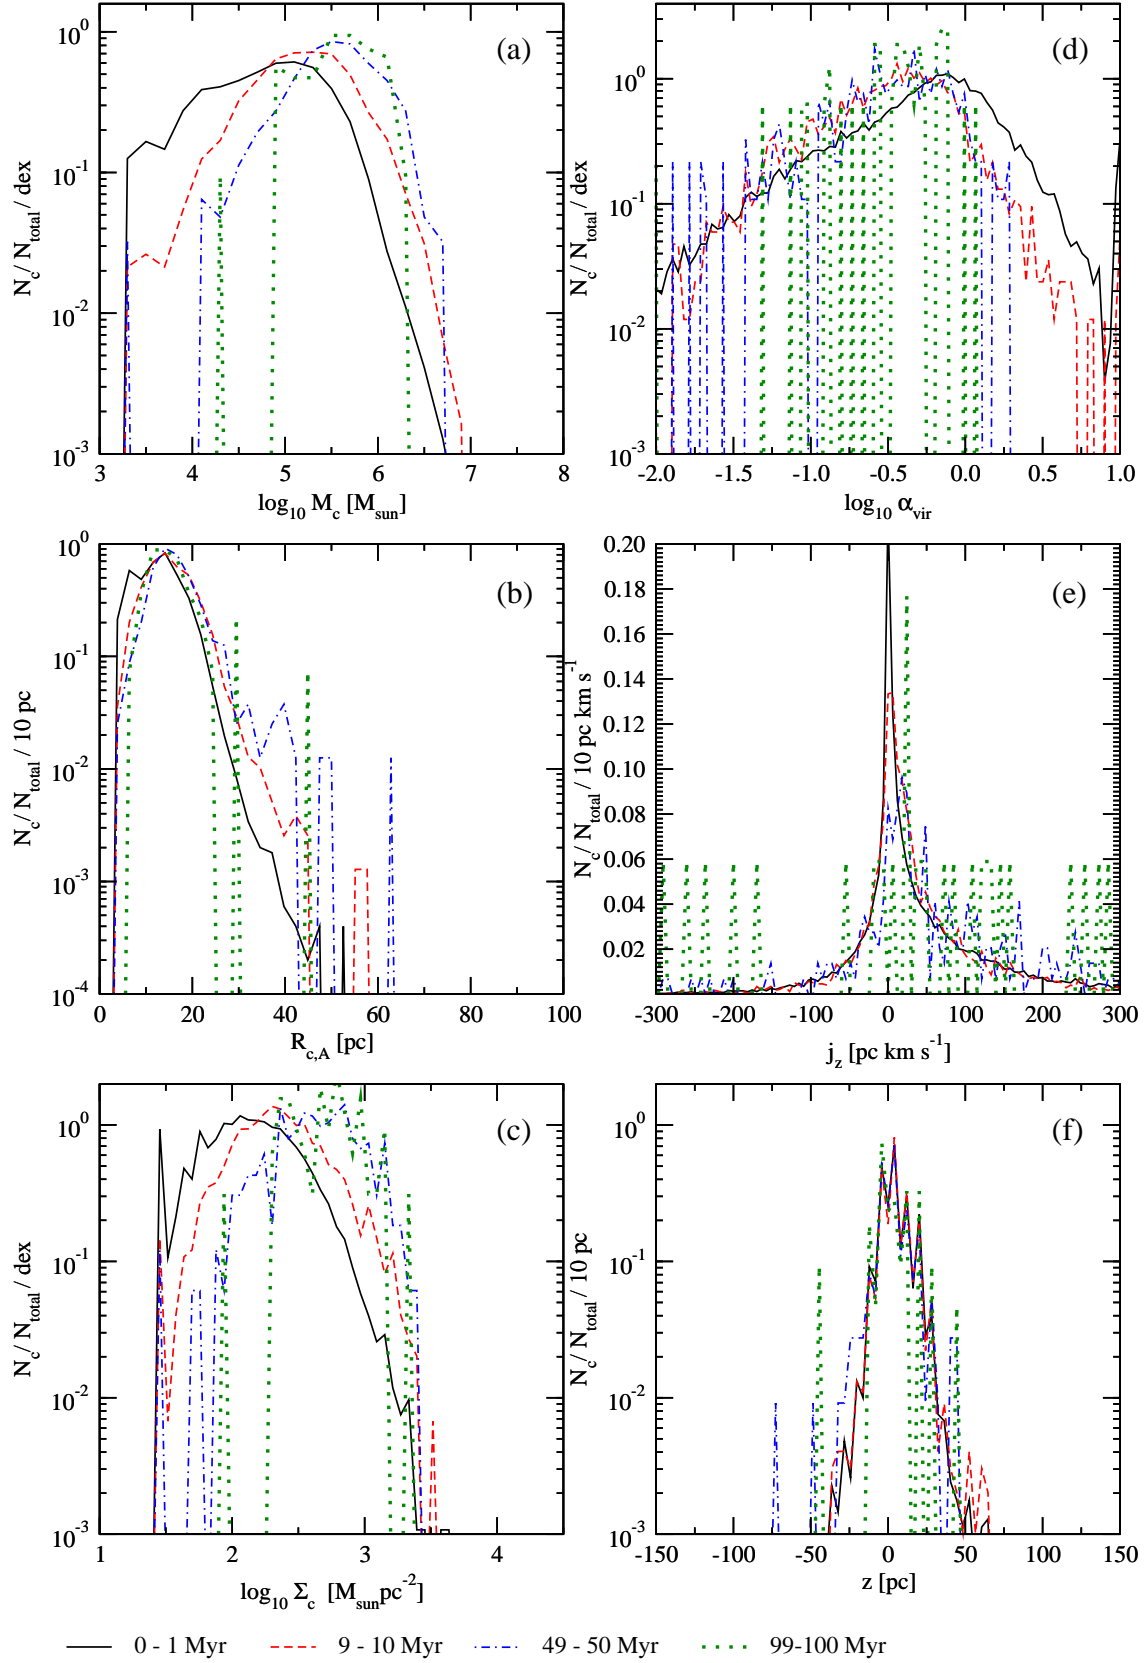 (a)
10^0
10^-1
10^-2
10^-3
N_c / N_total / dex
3 4 5 6 7 8
log_10 M_c [M_sun]
(d)
10^0
10^-1
10^-2
10^-3
N_c / N_total / dex
-2.0 -1.5 -1.0 -0.5 0.0 0.5 1.0
log_10 α_vir
(b)
10^0
10^-1
10^-2
10^-3
10^-4
N_c / N_total / 10 pc
0 20 40 60 80 100
R_c,A [pc]
(e)
0.20
0.18
0.16
0.14
0.12
0.10
0.08
0.06
0.04
0.02
N_c / N_total / 10 pc km s^-1
-300 -200 -100 0 100 200 300
j_z [pc km s^-1]
(c)
10^0
10^-1
10^-2
10^-3
N_c / N_total / dex
1 2 3 4
log_10 Σ_c [M_sun pc^-2]
(f)
10^0
10^-1
10^-2
10^-3
N_c / N_total / 10 pc
-150 -100 -50 0 50 100 150
z [pc]
0 - 1 Myr 9 - 10 Myr 49 - 50 Myr 99-100 Myr